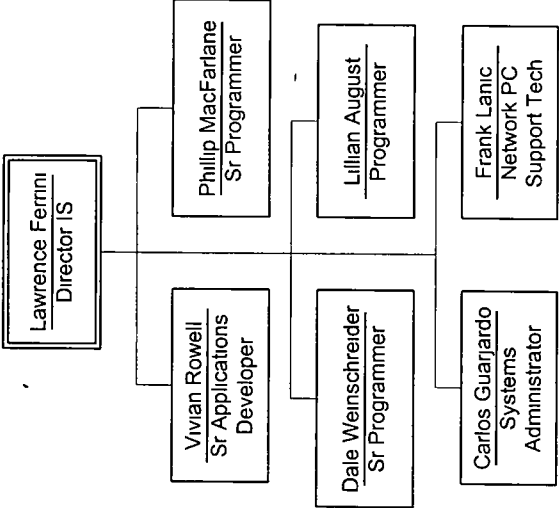 Lawrence Ferrini
Director IS
Vivian Rowell
Sr Applications
Developer
Phillip MacFarlane
Sr Programmer
Dale Weinschreider
Sr Programmer
Lillian August
Programmer
Carlos Guarjardo
Systems
Administrator
Frank Lanic
Network PC
Support Tech